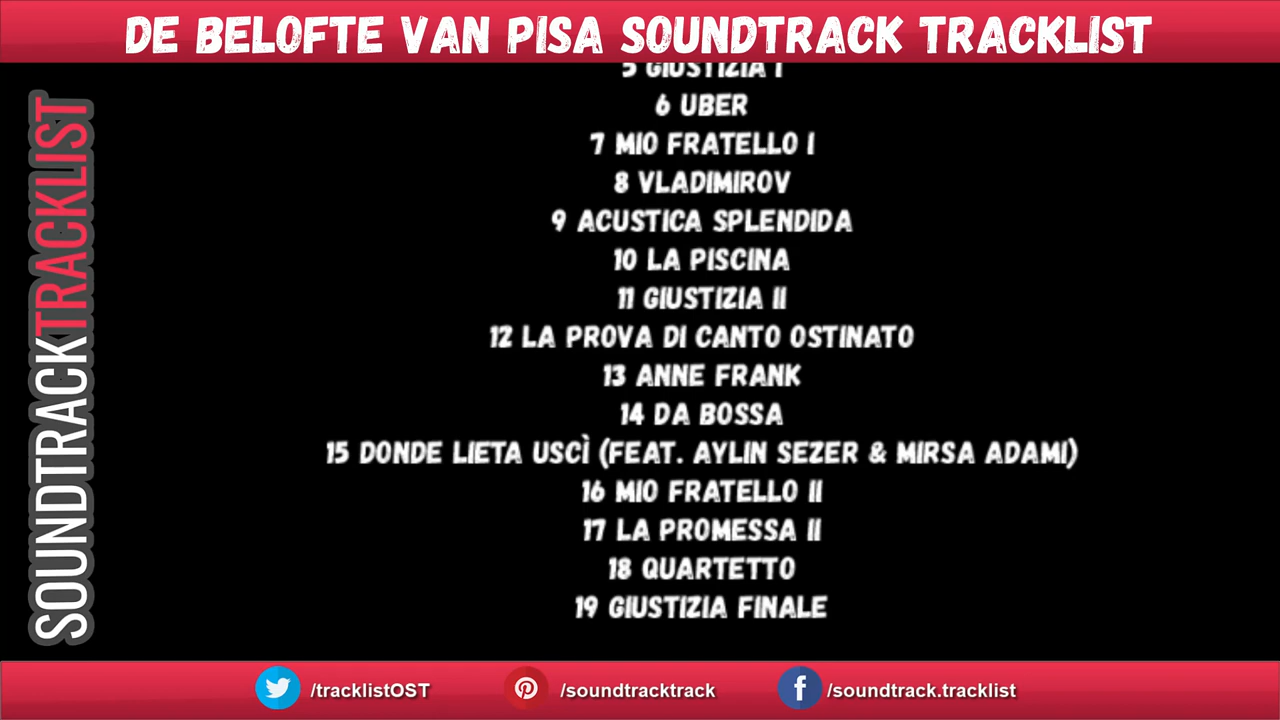 DE BELOFTE VAN PISA SOUNDTRACK TRACKLIST
5 GIUSTIZIA I
6 UBER
7 MIO FRATELLO I
8 VLADIMIROV
9 ACUSTICA SPLENDIDA
10 LA PISCINA
11 GIUSTIZIA II
12 LA PROVA DI CANTO OSTINATO
13 ANNE FRANK
14 DA BOSSA
15 DONDE LIETA USCÌ (FEAT. AYLIN SEZER & MIRSA ADAMI)
16 MIO FRATELLO II
17 LA PROMESSA II
18 QUARTETTO
19 GIUSTIZIA FINALE
SOUNDTRACKTRACKLIST
/tracklistOST
/soundtracktrack
/soundtrack.tracklist